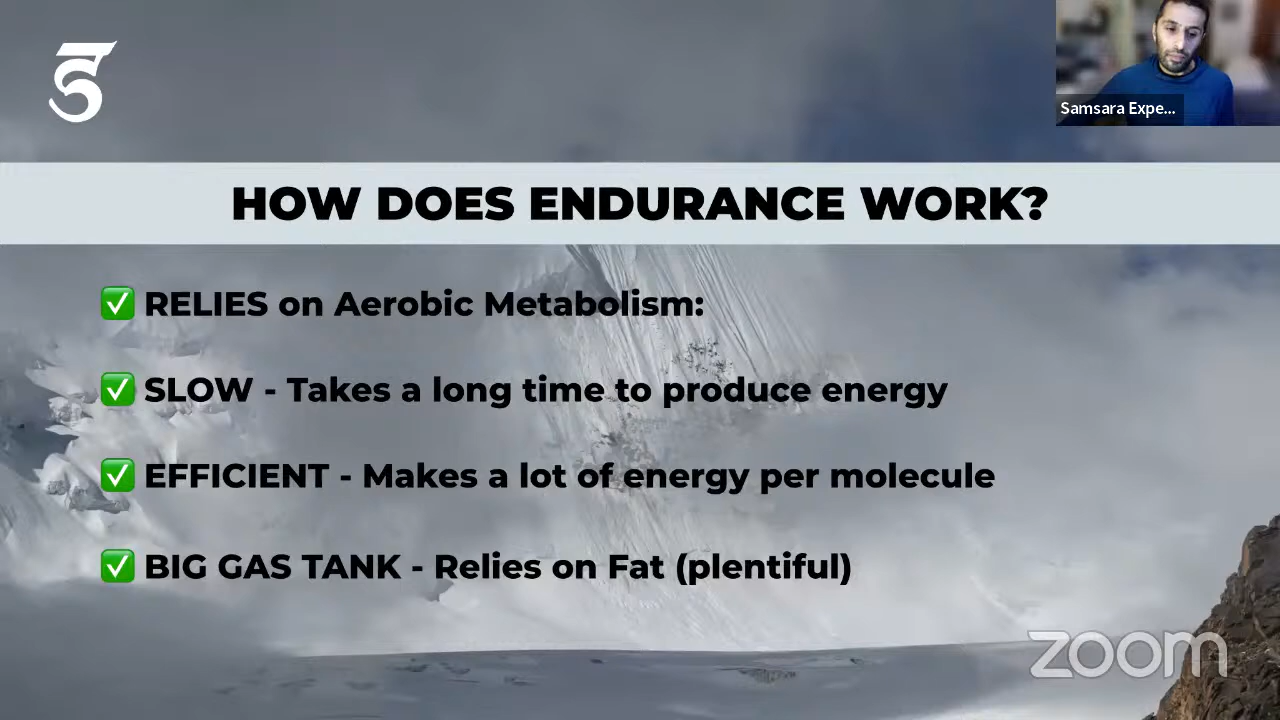 Samsara Expe...
HOW DOES ENDURANCE WORK?
✅ RELIES on Aerobic Metabolism:
✅ SLOW - Takes a long time to produce energy
✅ EFFICIENT - Makes a lot of energy per molecule
✅ BIG GAS TANK - Relies on Fat (plentiful)
zoom